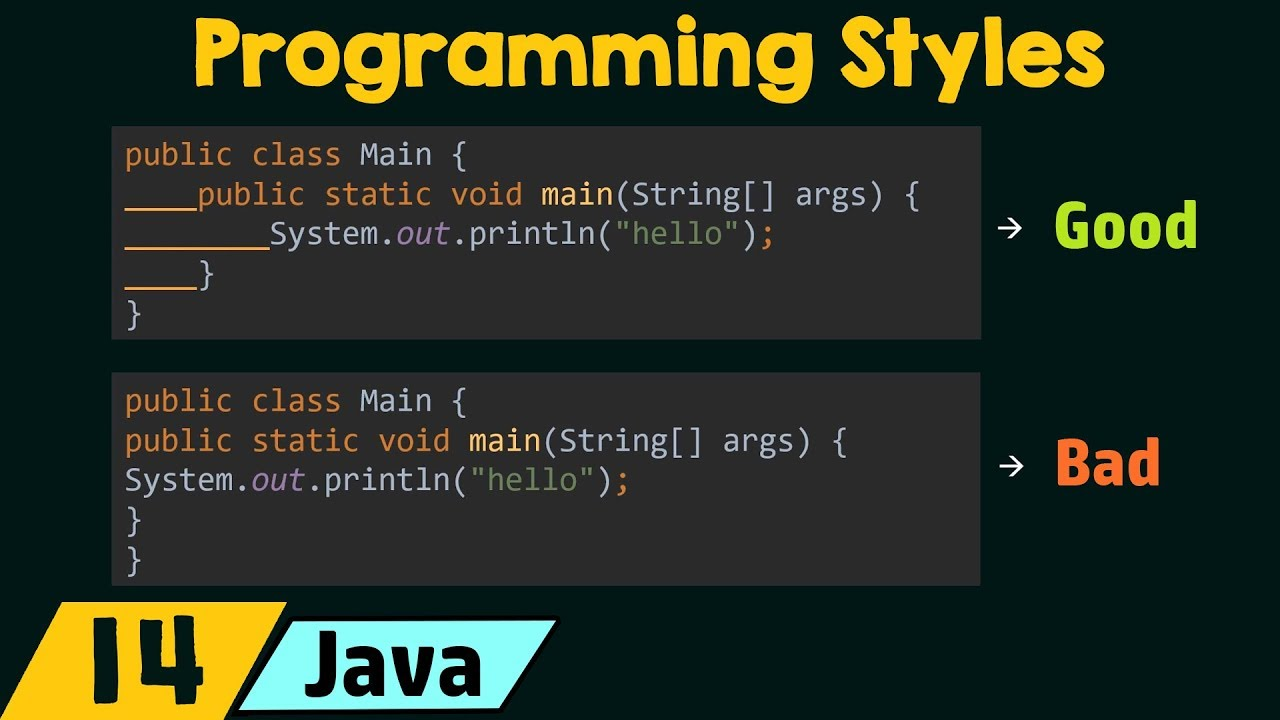 Programming Styles
public class Main {
____public static void main(String[] args) {
________System.out.println("hello");
____}
}
→ Good
public class Main {
public static void main(String[] args) {
System.out.println("hello");
}
}
→ Bad
14 Java